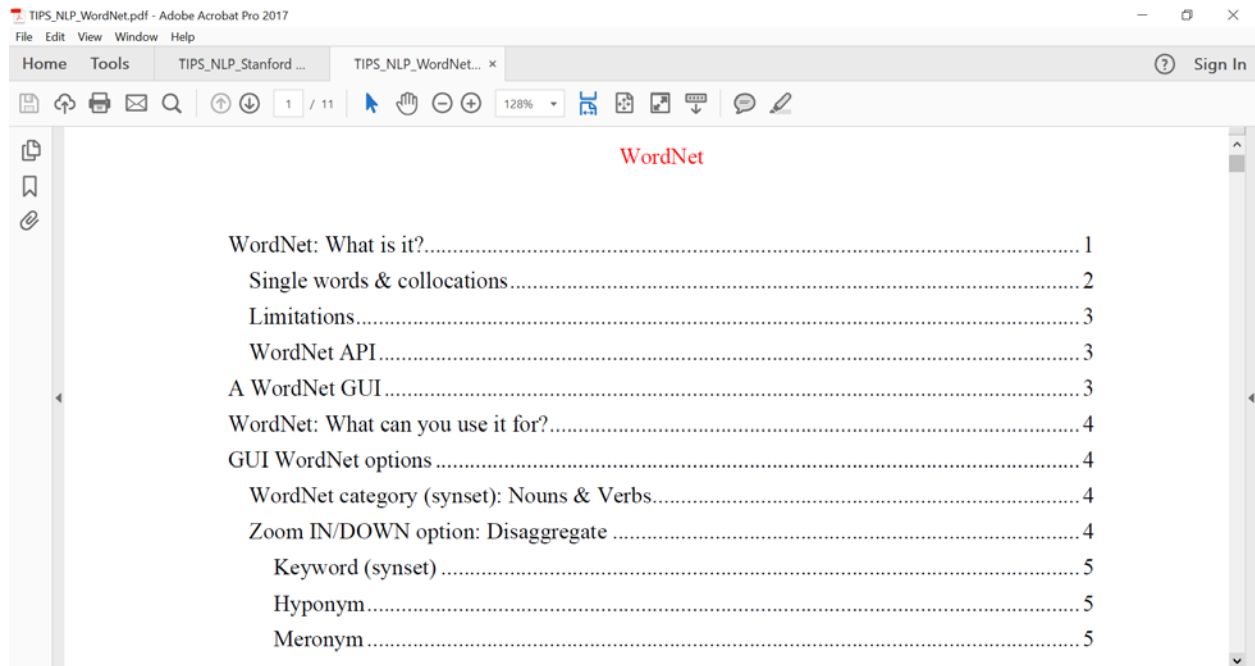 TIPS_NLP_WordNet.pdf - Adobe Acrobat Pro 2017
File Edit View Window Help
Home Tools TIPS_NLP_Stanford ... TIPS_NLP_WordNet... × Sign In
1 / 11 128%
WordNet
WordNet: What is it?........ 1
Single words & collocations........ 2
Limitations........ 3
WordNet API........ 3
A WordNet GUI........ 3
WordNet: What can you use it for?........ 4
GUI WordNet options........ 4
WordNet category (synset): Nouns & Verbs........ 4
Zoom IN/DOWN option: Disaggregate........ 4
Keyword (synset)........ 5
Hyponym........ 5
Meronym........ 5